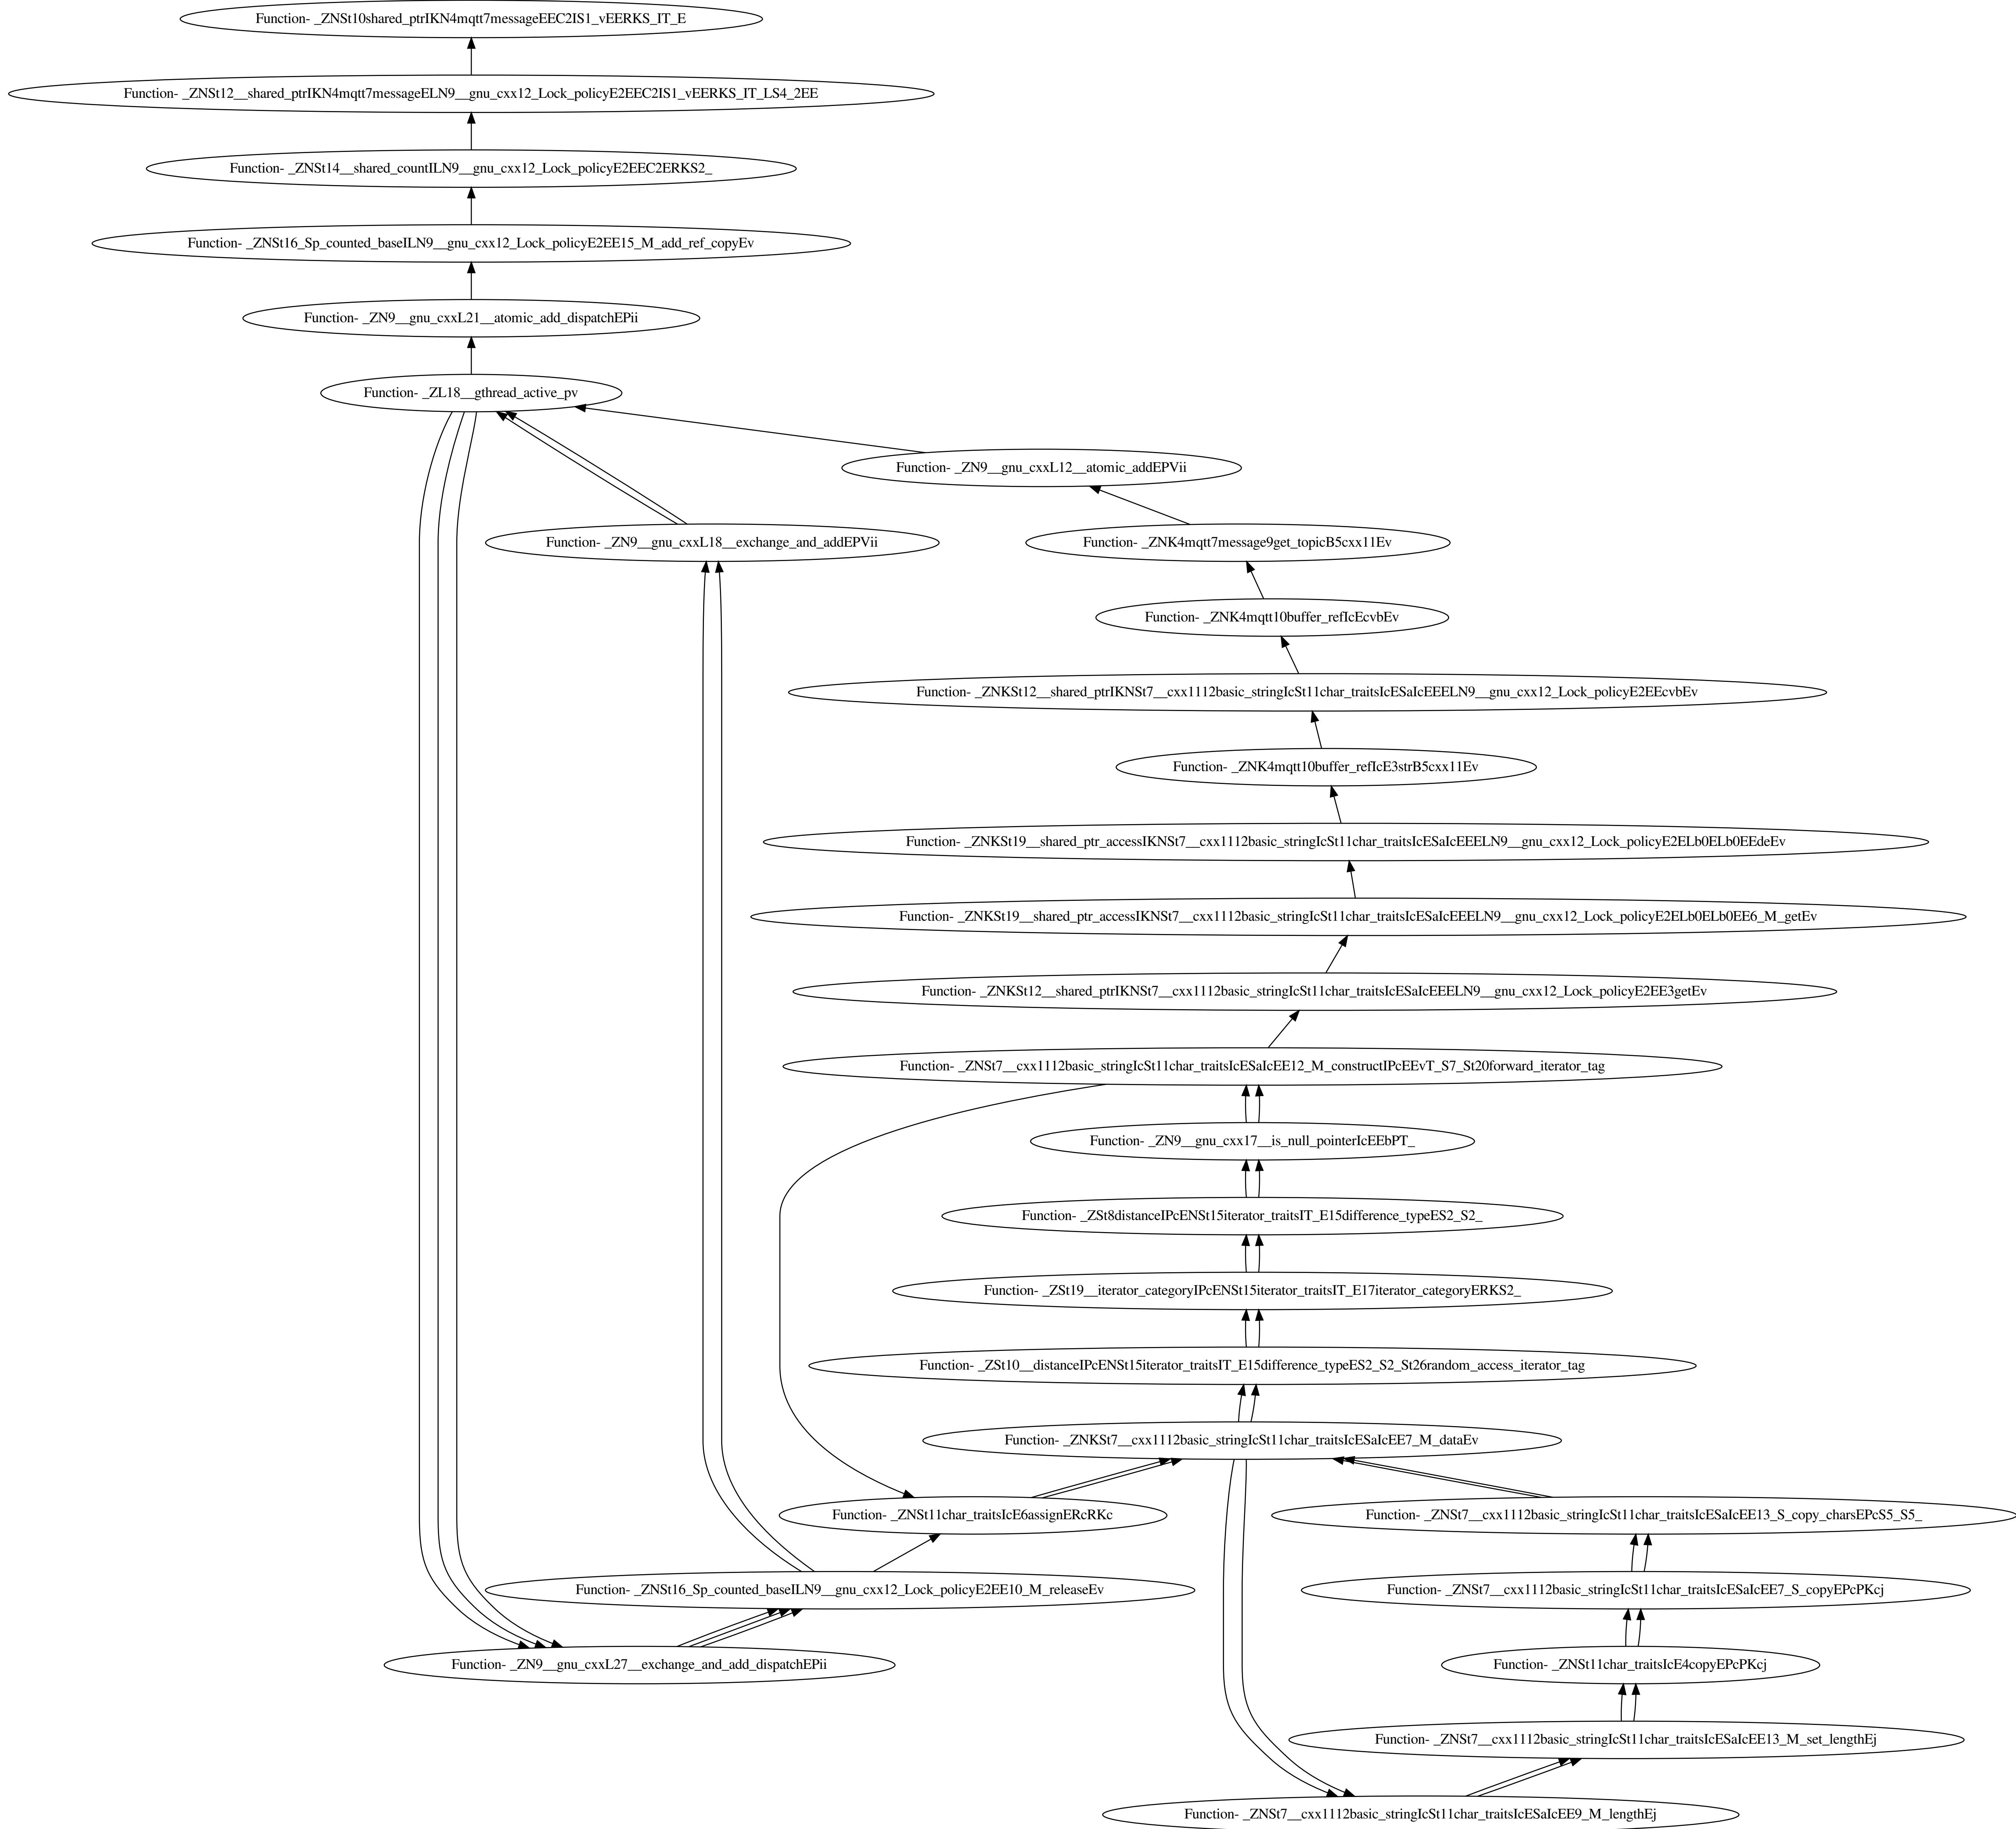 Function- _ZNSt10shared_ptrIKN4mqtt7messageEEC2IS1_vEERKS_IT_E
Function- _ZNSt12__shared_ptrIKN4mqtt7messageELN9__gnu_cxx12_Lock_policyE2EEC2IS1_vEERKS_IT_LS4_2EE
Function- _ZNSt14__shared_countILN9__gnu_cxx12_Lock_policyE2EEC2ERKS2_
Function- _ZNSt16_Sp_counted_baseILN9__gnu_cxx12_Lock_policyE2EE15_M_add_ref_copyEv
Function- _ZN9__gnu_cxxL21__atomic_add_dispatchEPii
Function- _ZL18__gthread_active_pv
Function- _ZN9__gnu_cxxL12__atomic_addEPVii
Function- _ZN9__gnu_cxxL18__exchange_and_addEPVii
Function- _ZNK4mqtt7message9get_topicB5cxx11Ev
Function- _ZNK4mqtt10buffer_refIcEcvbEv
Function- _ZNKSt12__shared_ptrIKNSt7__cxx1112basic_stringIcSt11char_traitsIcESaIcEEELN9__gnu_cxx12_Lock_policyE2EEcvbEv
Function- _ZNK4mqtt10buffer_refIcE3strB5cxx11Ev
Function- _ZNKSt19__shared_ptr_accessIKNSt7__cxx1112basic_stringIcSt11char_traitsIcESaIcEEELN9__gnu_cxx12_Lock_policyE2ELb0ELb0EEdeEv
Function- _ZNKSt19__shared_ptr_accessIKNSt7__cxx1112basic_stringIcSt11char_traitsIcESaIcEEELN9__gnu_cxx12_Lock_policyE2ELb0ELb0EE6_M_getEv
Function- _ZNKSt12__shared_ptrIKNSt7__cxx1112basic_stringIcSt11char_traitsIcESaIcEEELN9__gnu_cxx12_Lock_policyE2EE3getEv
Function- _ZNSt7__cxx1112basic_stringIcSt11char_traitsIcESaIcEE12_M_constructIPcEEvT_S7_St20forward_iterator_tag
Function- _ZN9__gnu_cxx17__is_null_pointerIcEEbPT_
Function- _ZSt8distanceIPcENSt15iterator_traitsIT_E15difference_typeES2_S2_
Function- _ZSt19__iterator_categoryIPcENSt15iterator_traitsIT_E17iterator_categoryERKS2_
Function- _ZSt10__distanceIPcENSt15iterator_traitsIT_E15difference_typeES2_S2_St26random_access_iterator_tag
Function- _ZNKSt7__cxx1112basic_stringIcSt11char_traitsIcESaIcEE7_M_dataEv
Function- _ZNSt11char_traitsIcE6assignERcRKc
Function- _ZNSt7__cxx1112basic_stringIcSt11char_traitsIcESaIcEE13_S_copy_charsEPcS5_S5_
Function- _ZNSt16_Sp_counted_baseILN9__gnu_cxx12_Lock_policyE2EE10_M_releaseEv
Function- _ZNSt7__cxx1112basic_stringIcSt11char_traitsIcESaIcEE7_S_copyEPcPKcj
Function- _ZN9__gnu_cxxL27__exchange_and_add_dispatchEPii
Function- _ZNSt11char_traitsIcE4copyEPcPKcj
Function- _ZNSt7__cxx1112basic_stringIcSt11char_traitsIcESaIcEE13_M_set_lengthEj
Function- _ZNSt7__cxx1112basic_stringIcSt11char_traitsIcESaIcEE9_M_lengthEj